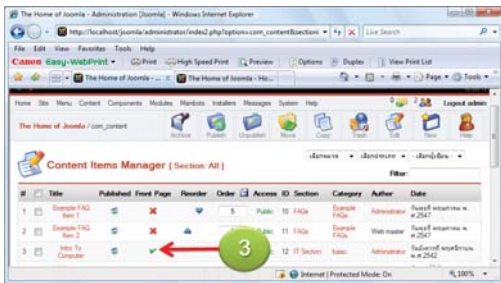 The Home of Joomla - Administration [Joomla] - Windows Internet Explorer
http://localhost/joomla/administrator/index2.php?option=com_content&sectioni
Live Search
File Edit View Favorites Tools Help
Canon Easy-WebPrint Print High Speed Print Preview Options Duplex View Print List
The Home of Joomla - ... The Home of Joomla - Ho... Page Tools
Home Site Menu Content Components Modules Mambots Installers Messages System Help 0 2 Logout admin
The Home of Joomla / com_content
Archive Publish Unpublish Move Copy Trash Edit New Help
Content Items Manager [ Section: All ]
Filter:
# Title Published Front Page Reorder Order Access ID Section Category Author Date
1 Example FAQ Item 1 5 Public 10 FAQs Example FAQs Administrator
2 Example FAQ Item 2 Public 11 FAQs Example FAQs Web master
3 Intro To Computer 3 12 IT Section basic Administrator
Internet | Protected Mode: On 100%